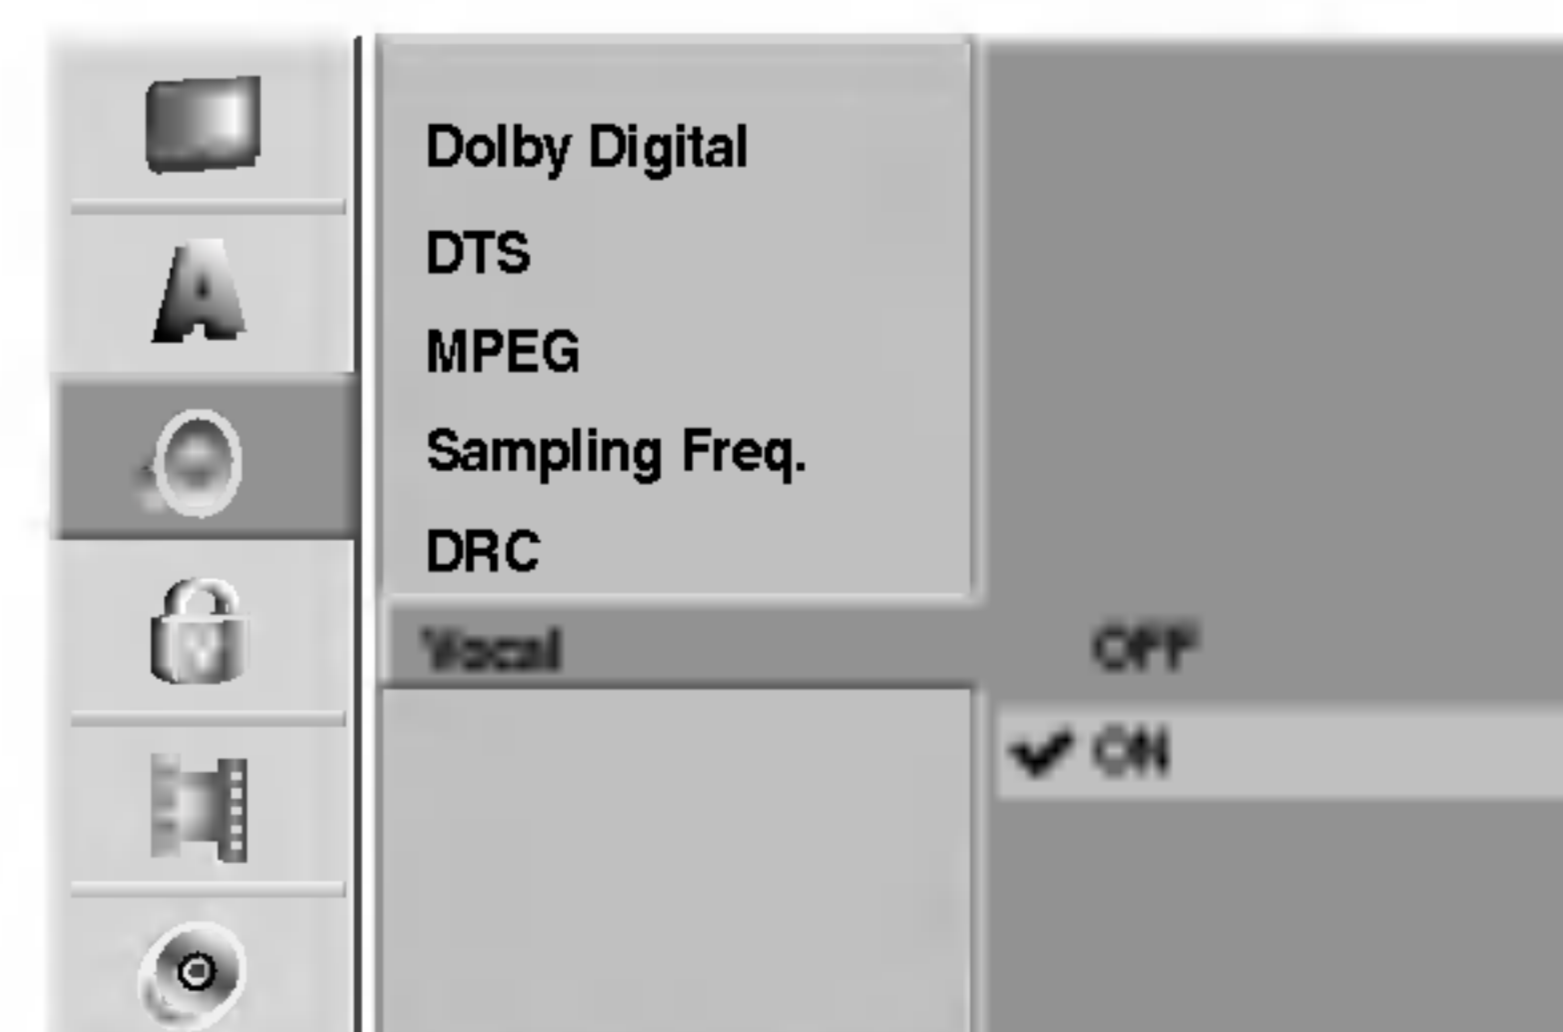 Dolby Digital
DTS
MPEG
Sampling Freq.
DRC
Vocal
OFF
ON